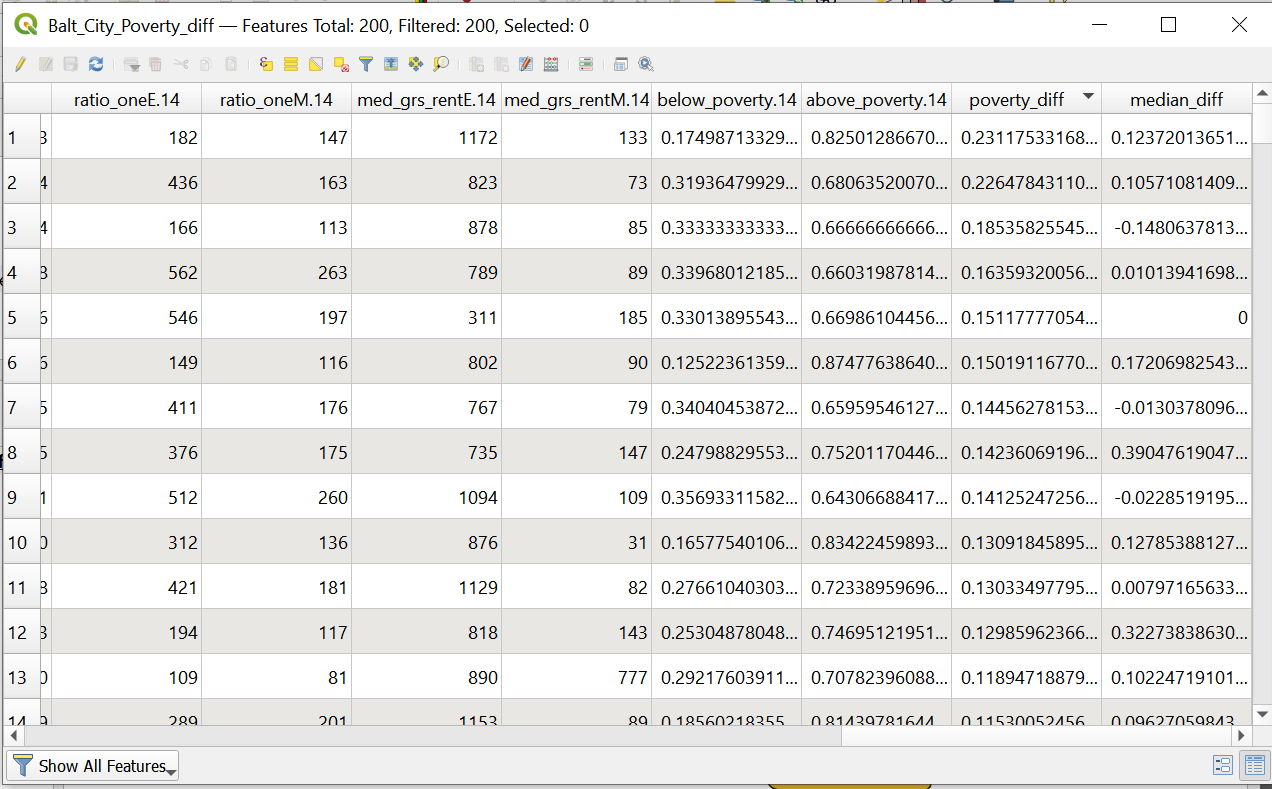 Balt_City_Poverty_diff — Features Total: 200, Filtered: 200, Selected: 0
ratio_oneE.14 ratio_oneM.14 med_grs_rentE.14 med_grs_rentM.14 below_poverty.14 above_poverty.14 poverty_diff median_diff
1 3 182 147 1172 133 0.17498713329... 0.82501286670... 0.23117533168... 0.12372013651...
2 4 436 163 823 73 0.31936479929... 0.68063520070... 0.22647843110... 0.10571081409...
3 4 166 113 878 85 0.33333333333... 0.66666666666... 0.18535825545... -0.1480637813...
4 8 562 263 789 89 0.33968012185... 0.66031987814... 0.16359320056... 0.01013941698...
5 6 546 197 311 185 0.33013895543... 0.66986104456... 0.15117777054... 0
6 6 149 116 802 90 0.12522361359... 0.87477638640... 0.15019116770... 0.17206982543...
7 5 411 176 767 79 0.34040453872... 0.65959546127... 0.14456278153... -0.0130378096...
8 5 376 175 735 147 0.24798829553... 0.75201170446... 0.14236069196... 0.39047619047...
9 1 512 260 1094 109 0.35693311582... 0.64306688417... 0.14125247256... -0.0228519195...
10 0 312 136 876 31 0.16577540106... 0.83422459893... 0.13091845895... 0.12785388127...
11 8 421 181 1129 82 0.27661040303... 0.72338959696... 0.13033497795... 0.00797165633...
12 3 194 117 818 143 0.25304878048... 0.74695121951... 0.12985962366... 0.32273838630...
13 0 109 81 890 777 0.29217603911... 0.70782396088... 0.11894718879... 0.10224719101...
14 9 289 201 1153 89 0.18560218355... 0.81439781644... 0.11530052456... 0.09627059843...
Show All Features